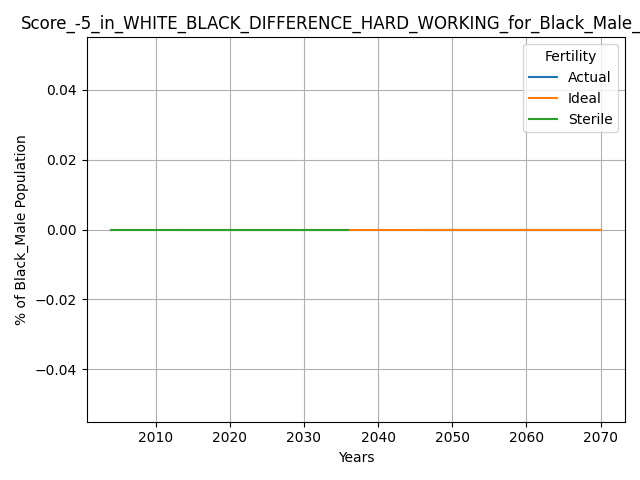 Score_-5_in_WHITE_BLACK_DIFFERENCE_HARD_WORKING_for_Black_Male_
Fertility
Actual
Ideal
Sterile
0.04
0.02
0.00
−0.02
−0.04
% of Black_Male Population
2010 2020 2030 2040 2050 2060 2070
Years